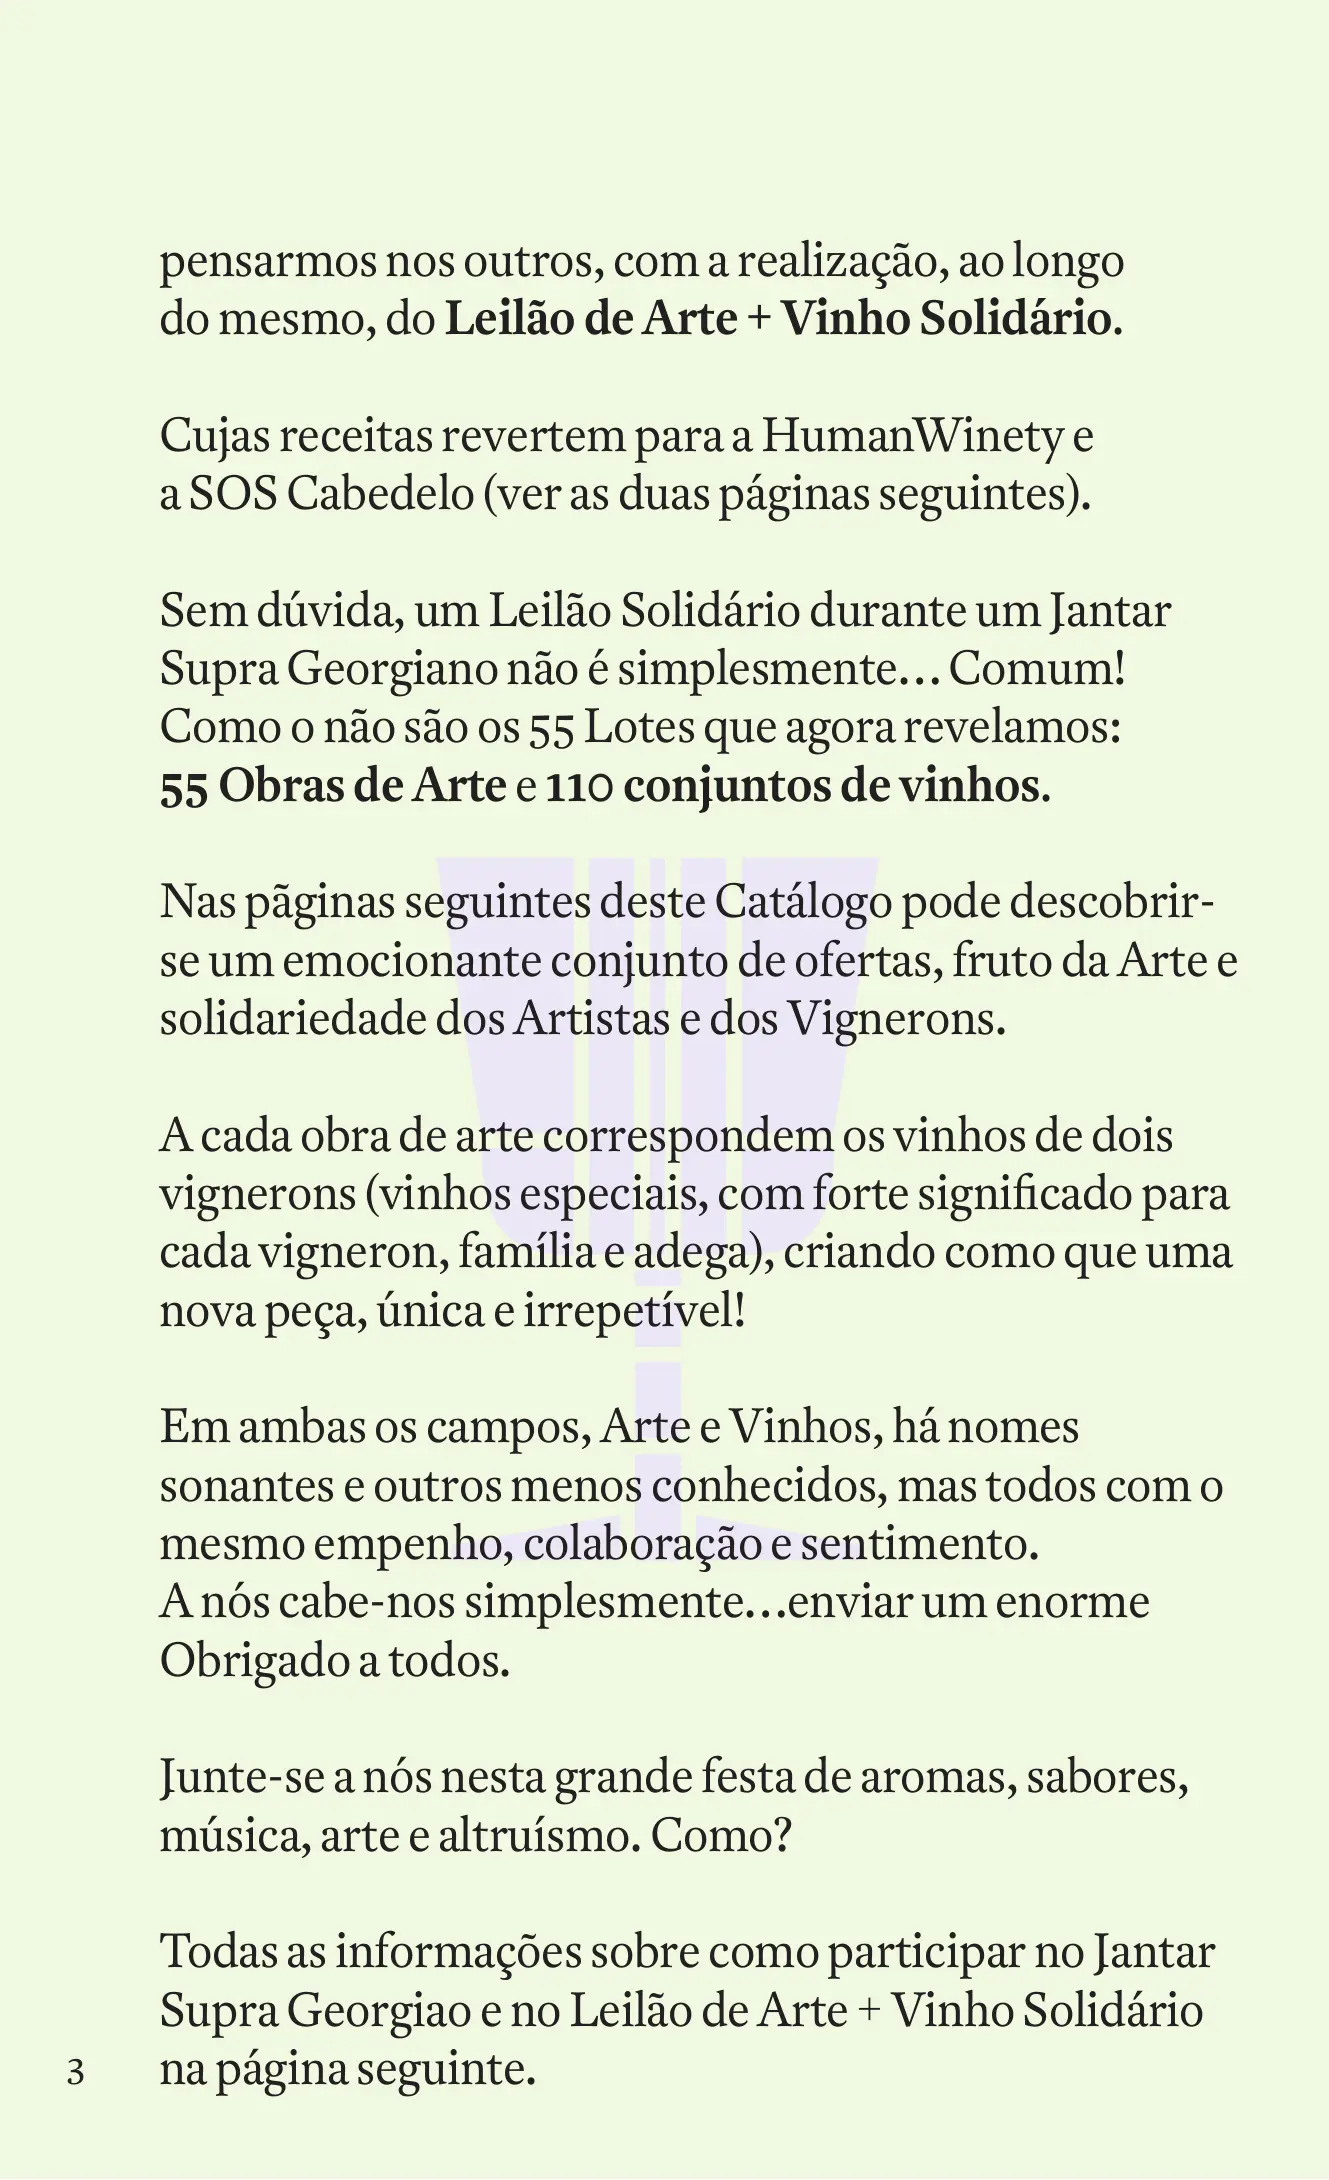 pensarmos nos outros, com a realização, ao longo
do mesmo, do Leilão de Arte + Vinho Solidário.
Cujas receitas revertem para a HumanWinety e
a SOS Cabedelo (ver as duas páginas seguintes).
Sem dúvida, um Leilão Solidário durante um Jantar
Supra Georgiano não é simplesmente… Comum!
Como o não são os 55 Lotes que agora revelamos:
55 Obras de Arte e 110 conjuntos de vinhos.
Nas pãginas seguintes deste Catálogo pode descobrir-
se um emocionante conjunto de ofertas, fruto da Arte e
solidariedade dos Artistas e dos Vignerons.
A cada obra de arte correspondem os vinhos de dois
vignerons (vinhos especiais, com forte significado para
cada vigneron, família e adega), criando como que uma
nova peça, única e irrepetível!
Em ambas os campos, Arte e Vinhos, há nomes
sonantes e outros menos conhecidos, mas todos com o
mesmo empenho, colaboração e sentimento.
A nós cabe-nos simplesmente…enviar um enorme
Obrigado a todos.
Junte-se a nós nesta grande festa de aromas, sabores,
música, arte e altruísmo. Como?
Todas as informações sobre como participar no Jantar
Supra Georgiao e no Leilão de Arte + Vinho Solidário
na página seguinte.
3